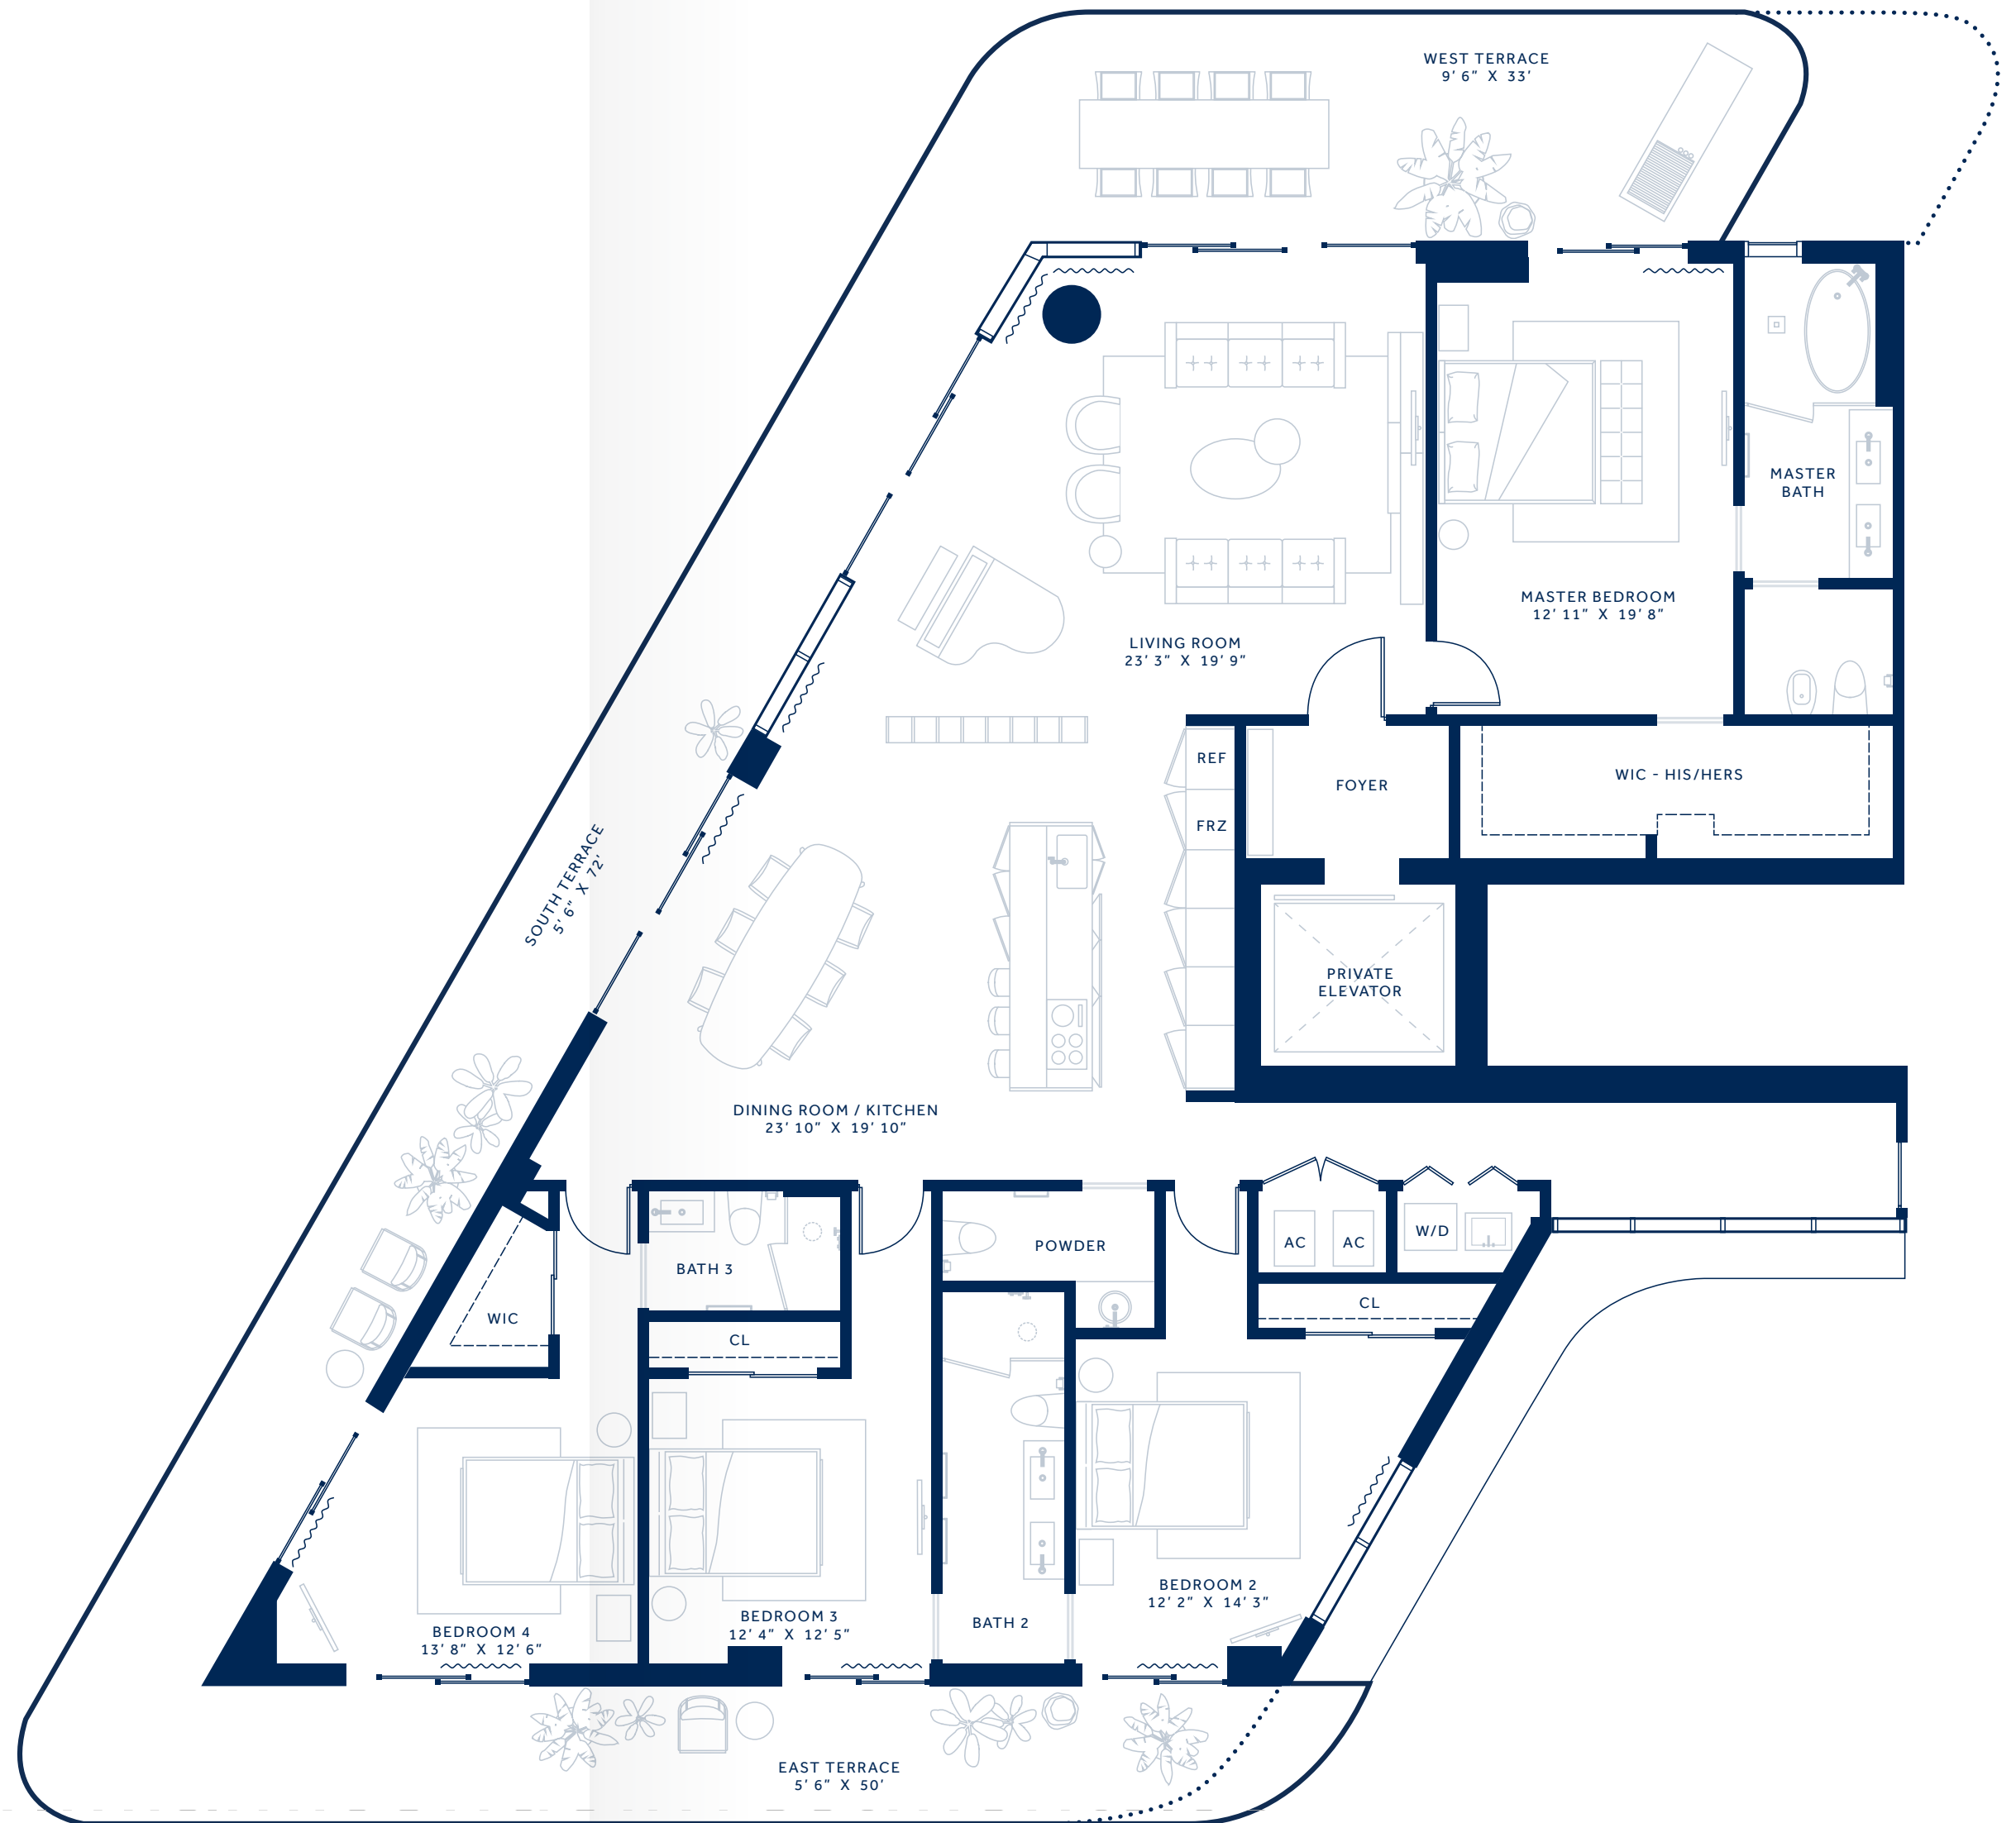 WEST TERRACE
9' 6" X 33'
MASTER
BATH
MASTER BEDROOM
12' 11" X 19' 8"
LIVING ROOM
23' 3" X 19' 9"
REF
FOYER
WIC - HIS/HERS
FRZ
SOUTH TERRACE
5' 6" X 72'
PRIVATE
ELEVATOR
DINING ROOM / KITCHEN
23' 10" X 19' 10"
POWDER
AC
AC
W/D
BATH 3
WIC
CL
CL
BEDROOM 2
12' 2" X 14' 3"
BATH 2
BEDROOM 3
12' 4" X 12' 5"
BEDROOM 4
13' 8" X 12' 6"
EAST TERRACE
5' 6" X 50'